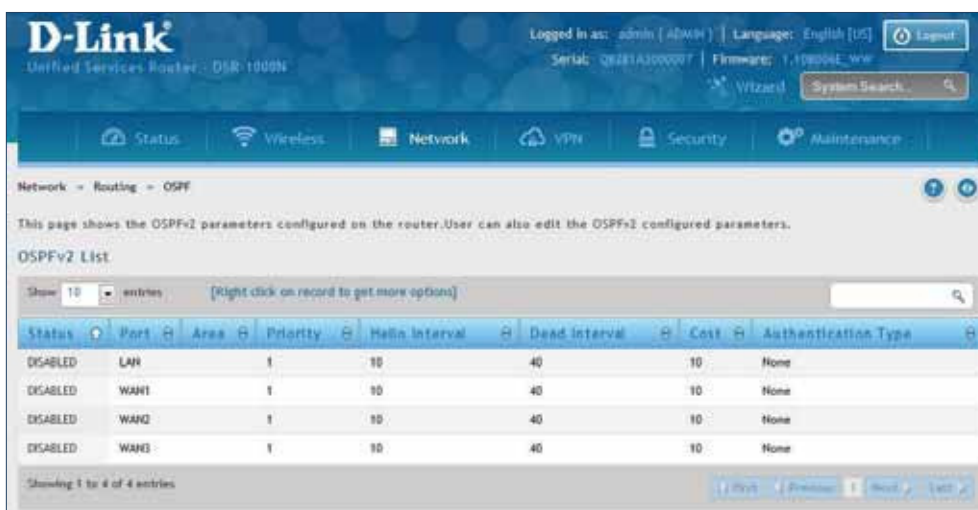 D-Link
Unified Services Router - DSR-1000N
Logged in as: admin ( ADMIN ) | Language: English [US]
Logout
Serial: | Firmware:
Wizard
System Search...
Status
Wireless
Network
VPN
Security
Maintenance
Network » Routing » OSPF
This page shows the OSPFv2 parameters configured on the router.User can also edit the OSPFv2 configured parameters.
OSPFv2 List
Show 10 entries [Right click on record to get more options]
Status Port Area Priority Hello Interval Dead Interval Cost Authentication Type
DISABLED LAN 1 10 40 10 None
DISABLED WAN1 1 10 40 10 None
DISABLED WAN2 1 10 40 10 None
DISABLED WAN3 1 10 40 10 None
Showing 1 to 4 of 4 entries
First Previous 1 Next Last